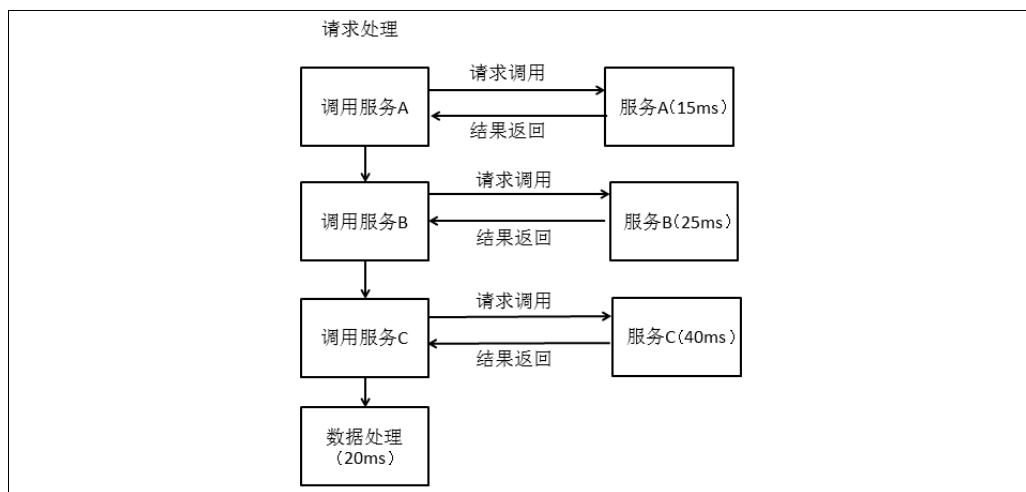 请求处理
调用服务A
请求调用
结果返回
服务A(15ms)
调用服务B
请求调用
结果返回
服务B(25ms)
调用服务C
请求调用
结果返回
服务C(40ms)
数据处理
(20ms)